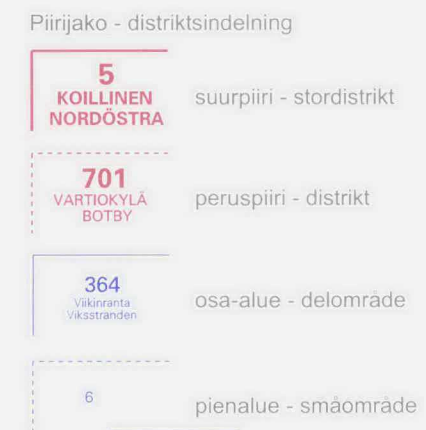 Piirijako - distriktsindelning
5
KOILLINEN
NORDÖSTRA
suurpiiri - stordistrikt
701
VARTIOKYLÄ
BOTBY
peruspiiri - distrikt
364
Viikinranta
Viksstranden
osa-alue - delområde
6
pienalue - småområde